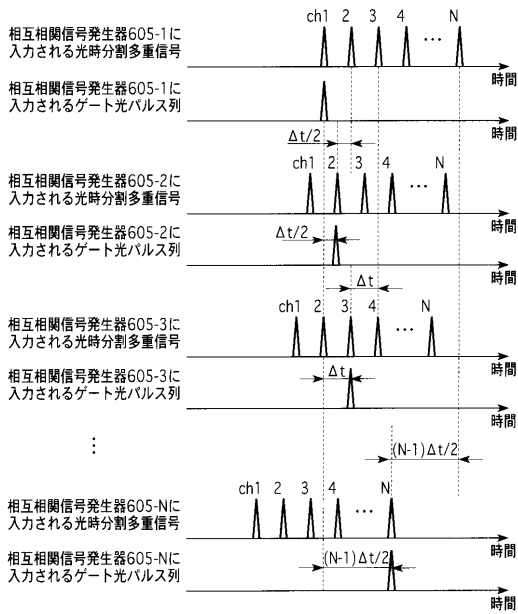 ch1 2 3 4 … N
相互相関信号発生器605-1に
入力される光時分割多重信号
時間
相互相関信号発生器605-1に
入力されるゲート光パルス列
時間
Δt/2
ch1 2 3 4 … N
相互相関信号発生器605-2に
入力される光時分割多重信号
時間
相互相関信号発生器605-2に
入力されるゲート光パルス列
Δt/2
時間
Δt
ch1 2 3 4 … N
相互相関信号発生器605-3に
入力される光時分割多重信号
時間
相互相関信号発生器605-3に
入力されるゲート光パルス列
Δt
時間
⋮
(N-1)Δt/2
ch1 2 3 4 … N
相互相関信号発生器605-Nに
入力される光時分割多重信号
時間
相互相関信号発生器605-Nに
入力されるゲート光パルス列
(N-1)Δt/2
時間